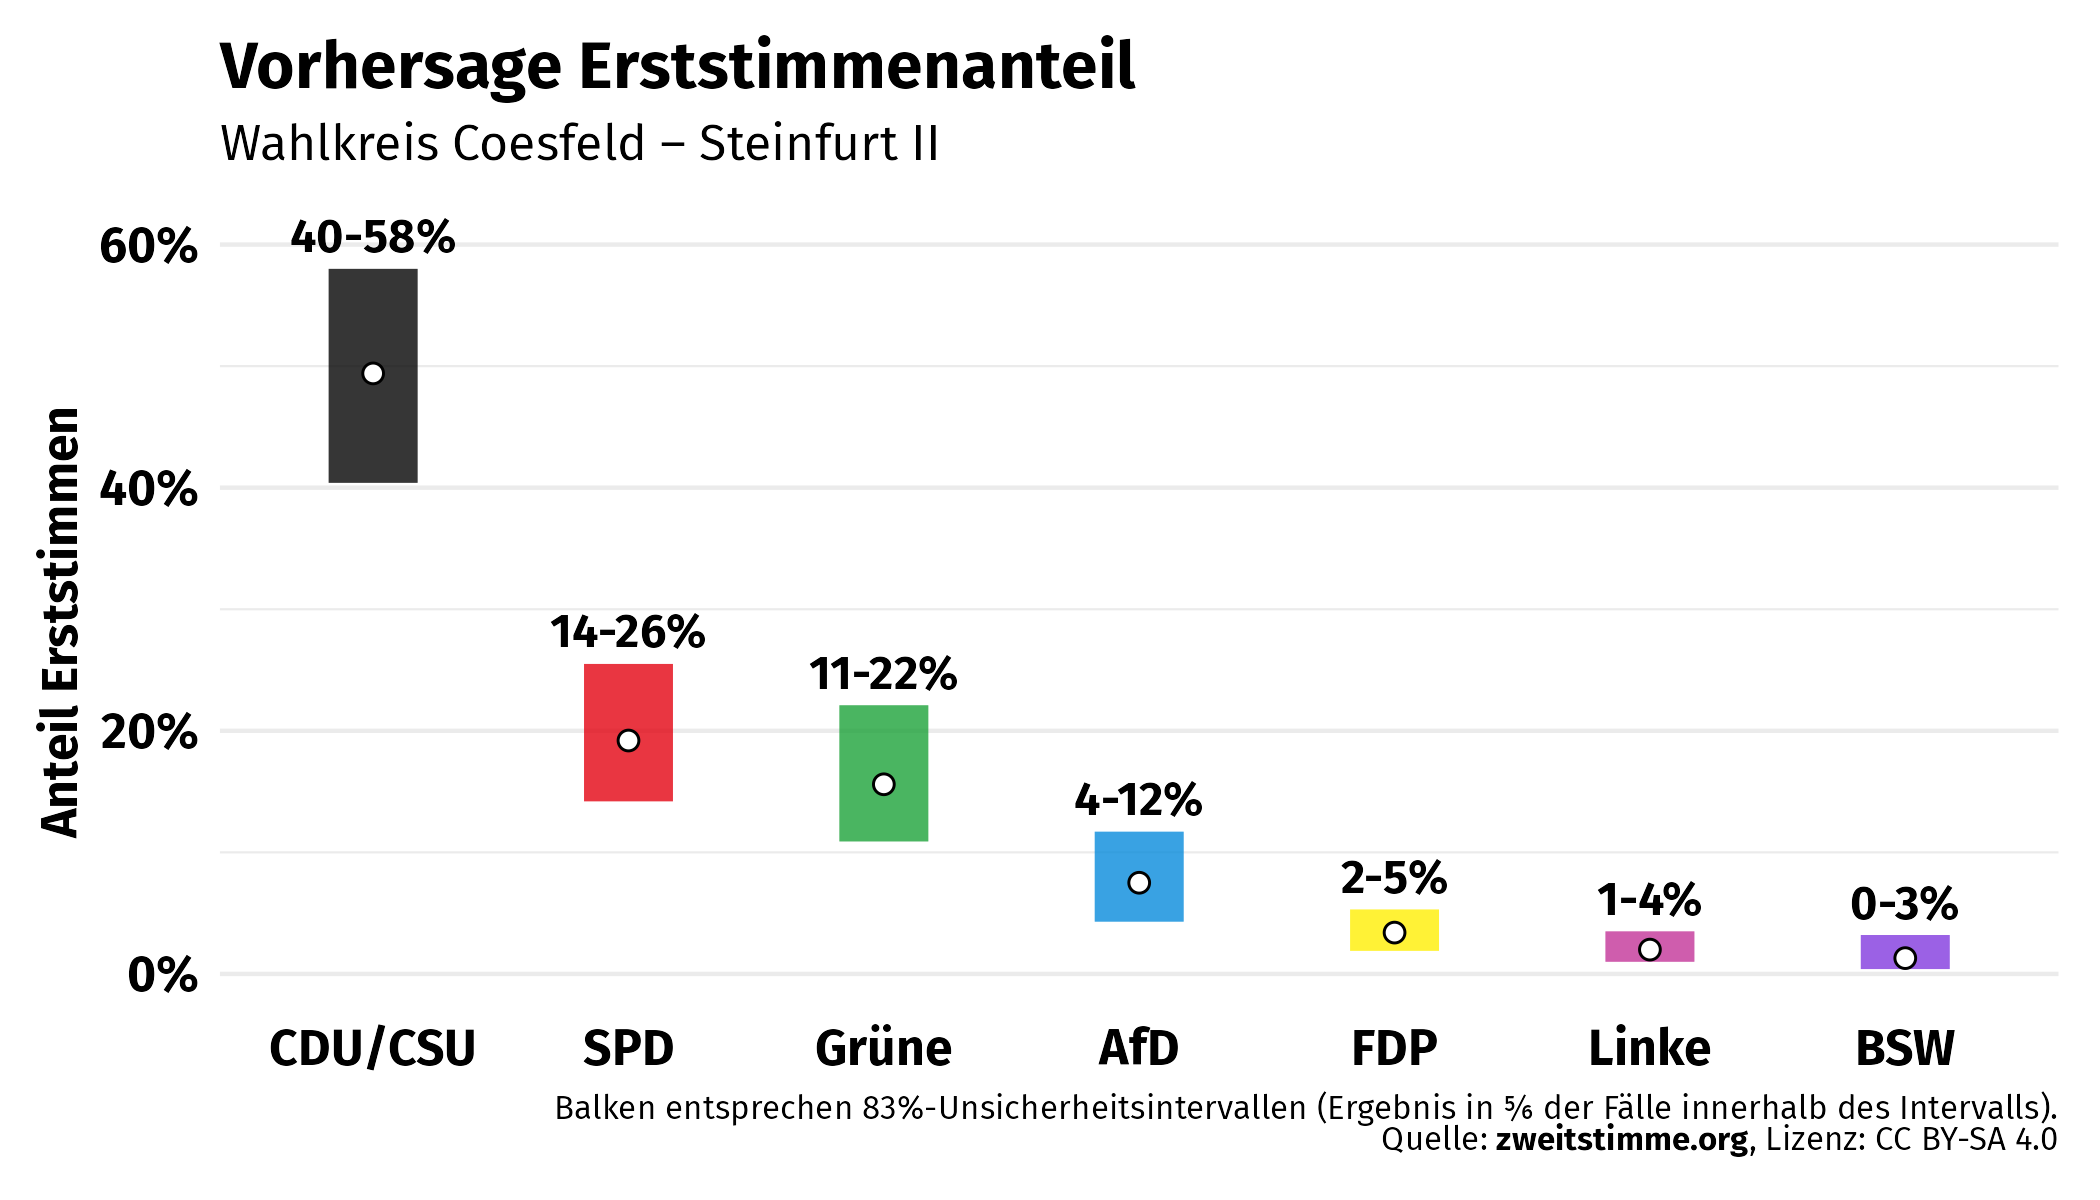 Vorhersage Erststimmenanteil
Wahlkreis Coesfeld – Steinfurt II
Anteil Erststimmen
60%
40%
20%
0%
40-58%
14-26%
11-22%
4-12%
2-5%
1-4%
0-3%
CDU/CSU SPD Grüne AfD FDP Linke BSW
Balken entsprechen 83%-Unsicherheitsintervallen (Ergebnis in ⅚ der Fälle innerhalb des Intervalls).
Quelle: zweitstimme.org, Lizenz: CC BY-SA 4.0